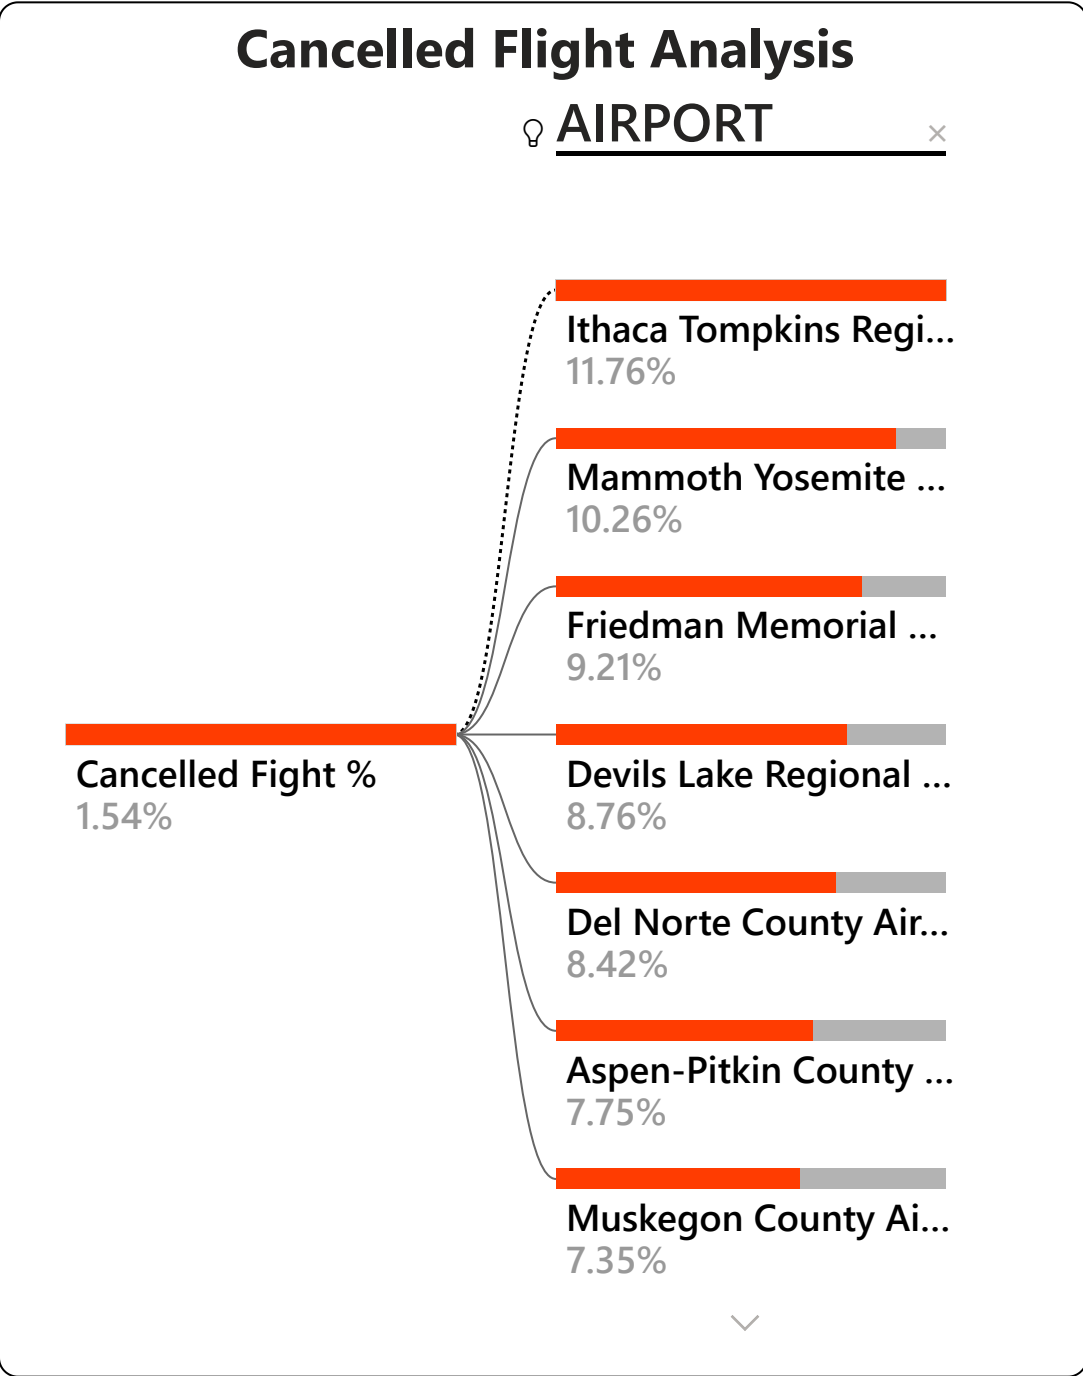 Cancelled Flight Analysis
AIRPORT
Ithaca Tompkins Regi...
11.76%
Mammoth Yosemite ...
10.26%
Friedman Memorial ...
9.21%
Cancelled Fight %
1.54%
Devils Lake Regional ...
8.76%
Del Norte County Air...
8.42%
Aspen-Pitkin County ...
7.75%
Muskegon County Ai...
7.35%